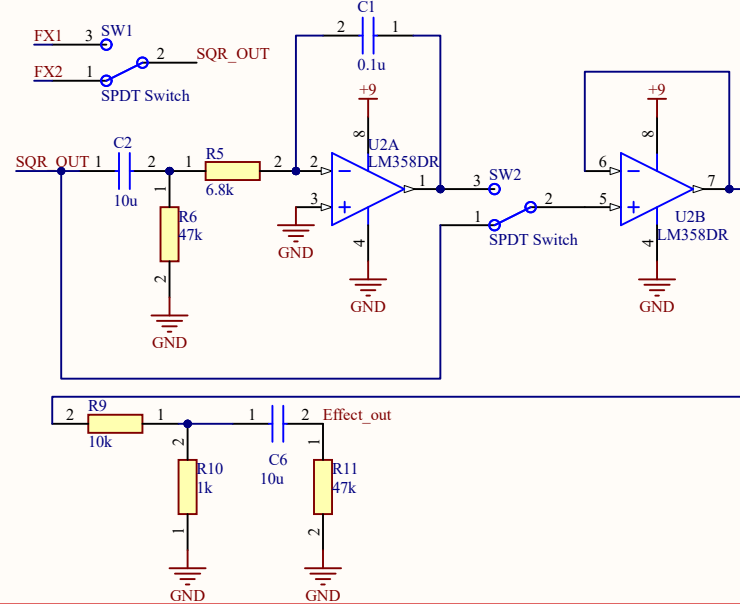 C1
FX1 3 SW1
2 1
2 SQR_OUT
FX2 1
SPDT Switch
0.1u
+9
+9
8
8
C2
U2A
SQR_OUT 1 2 1 R5 2 2
LM358DR
6
10u
6.8k
1
1 3 SW2
7
3
2
5
R6
47k
1
U2B
GND
4
SPDT Switch
4
LM358DR
2
GND
GND
GND
R9
2 1
1 2 Effect_out
10k
2
1
C6
R10
R11
1k
10u
47k
1
2
GND
GND